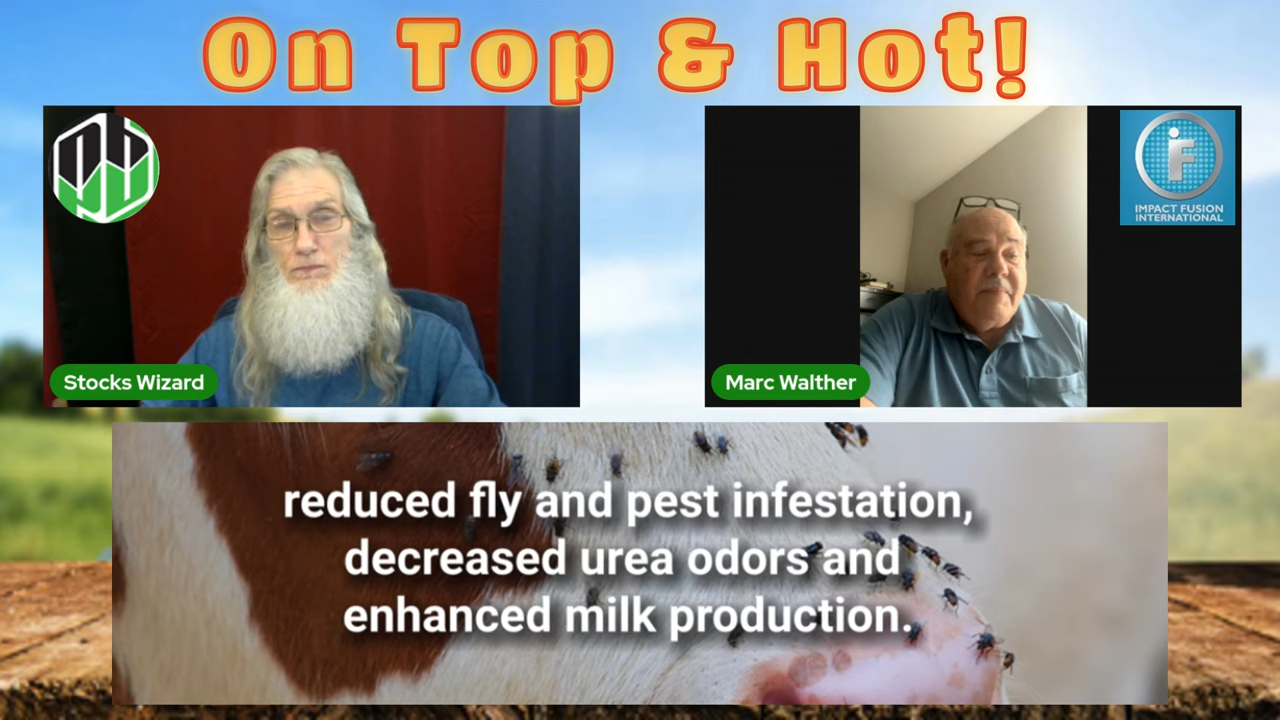 On Top & Hot!
Stocks Wizard
iF
IMPACT FUSION
INTERNATIONAL
Marc Walther
reduced fly and pest infestation,
decreased urea odors and
enhanced milk production.